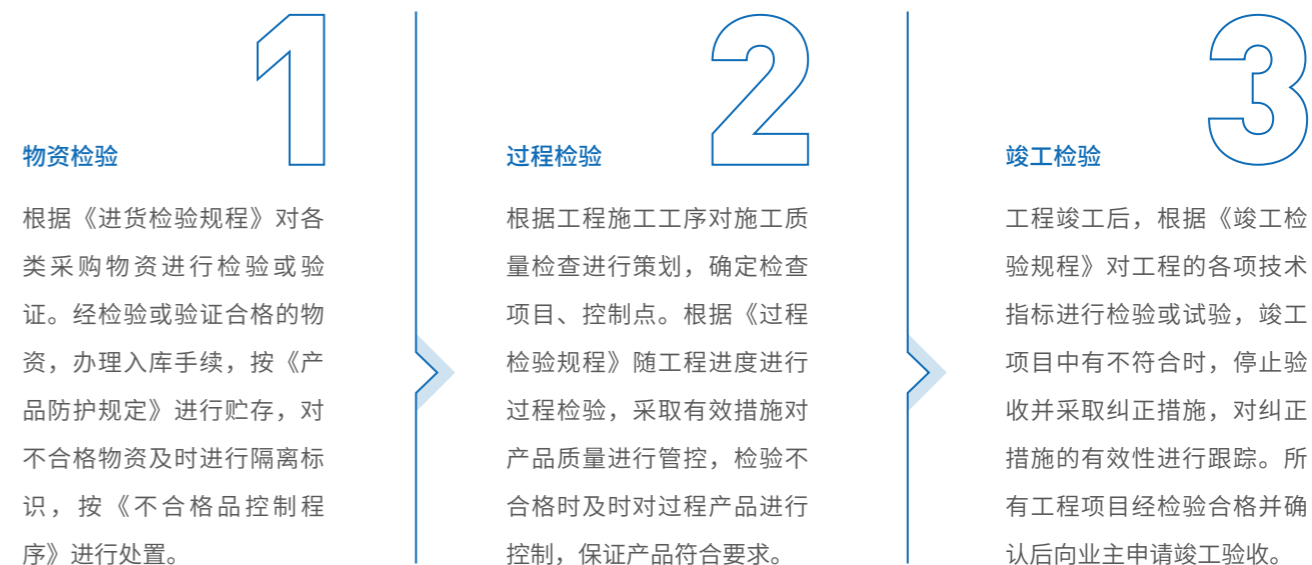 1
物资检验
根据《进货检验规程》对各
类采购物资进行检验或验
证。经检验或验证合格的物
资，办理入库手续，按《产
品防护规定》进行贮存，对
不合格物资及时进行隔离标
识，按《不合格品控制程
序》进行处置。
2
过程检验
根据工程施工工序对施工质
量检查进行策划，确定检查
项目、控制点。根据《过程
检验规程》随工程进度进行
过程检验，采取有效措施对
产品质量进行管控，检验不
合格时及时对过程产品进行
控制，保证产品符合要求。
3
竣工检验
工程竣工后，根据《竣工检
验规程》对工程的各项技术
指标进行检验或试验，竣工
项目中有不符合时，停止验
收并采取纠正措施，对纠正
措施的有效性进行跟踪。所
有工程项目经检验合格并确
认后向业主申请竣工验收。